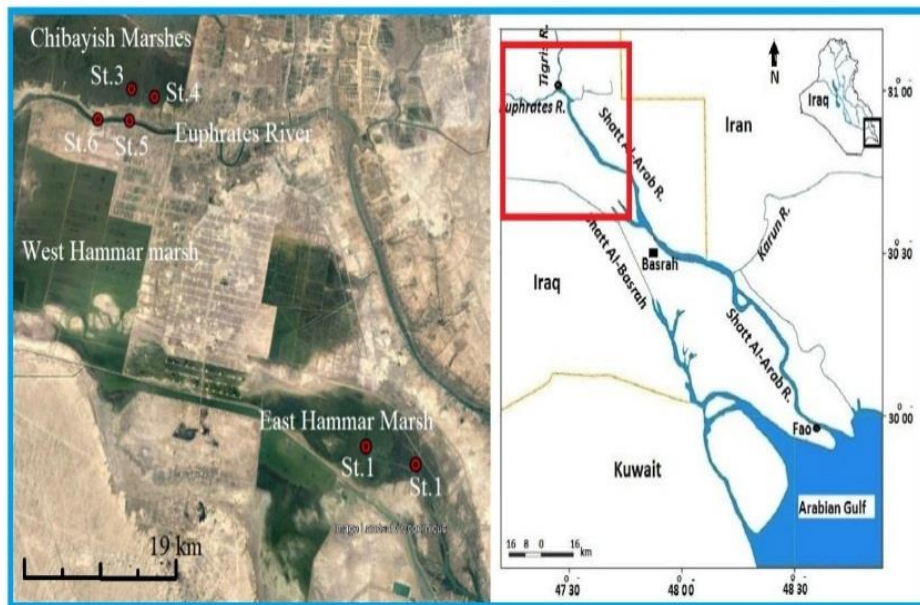 Chibayish Marshes
St.3
St.4
St.6
St.5
Euphrates River
West Hammar marsh
East Hammar Marsh
St.1
St.1
19 km
Tigris R.
Euphrates R.
Shatt Al-Arab R.
N
Iraq
Iran
31 00
Karun R.
Basrah
30 30
Iraq
Shatt Al-Basrah
Shatt Al-Arab R.
Fao
30 00
Kuwait
Arabian Gulf
16 8 0 16
km
47 30
48 00
48 30